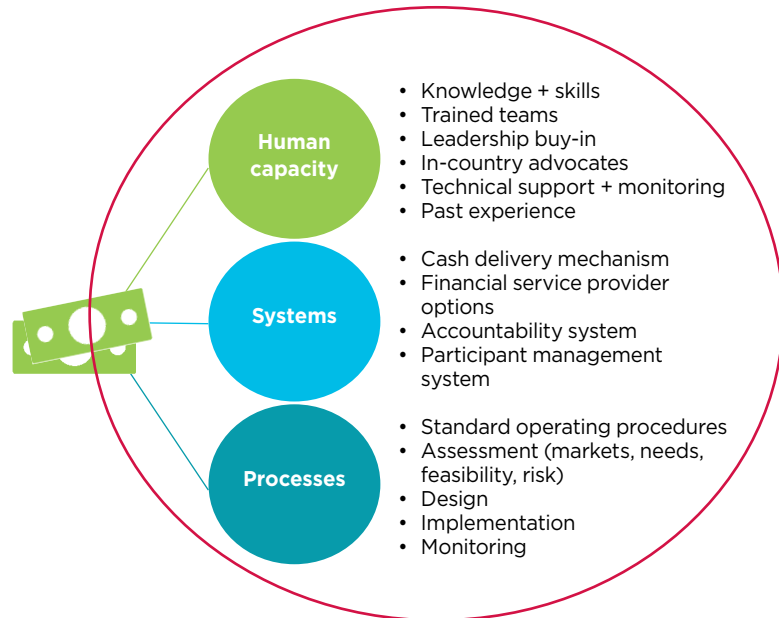 Human
capacity
• Knowledge + skills
• Trained teams
• Leadership buy-in
• In-country advocates
• Technical support + monitoring
• Past experience
Systems
• Cash delivery mechanism
• Financial service provider
options
• Accountability system
• Participant management
system
Processes
• Standard operating procedures
• Assessment (markets, needs,
feasibility, risk)
• Design
• Implementation
• Monitoring